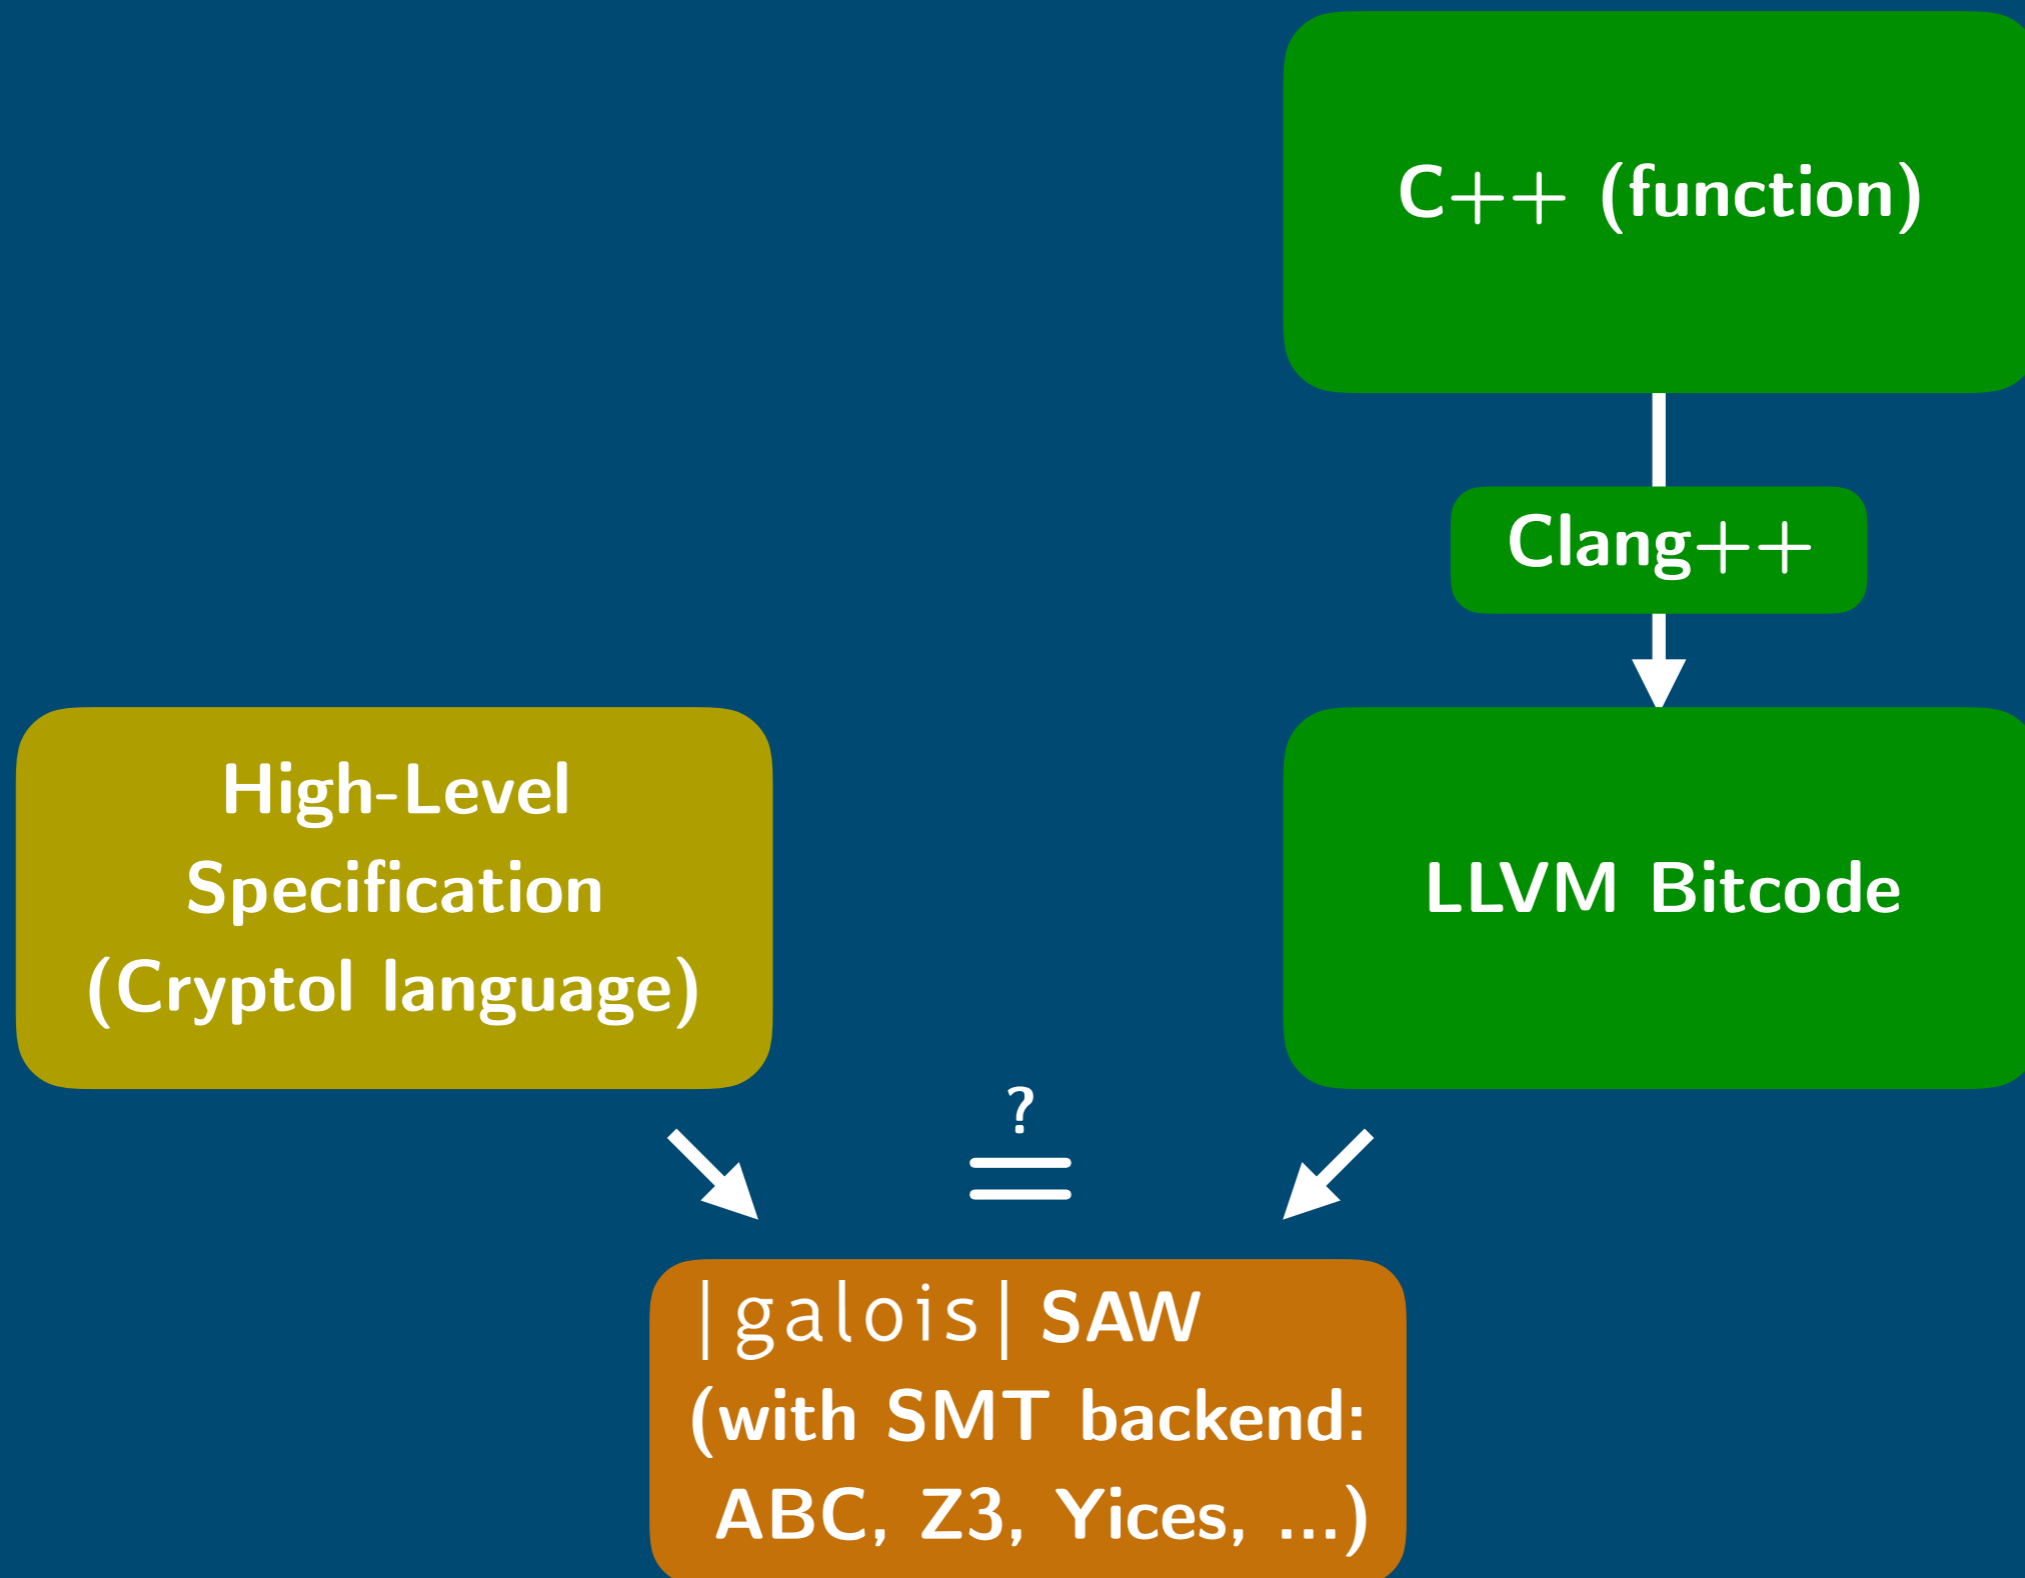 C++ (function)
Clang++
High-Level
Specification
(Cryptol language)
LLVM Bitcode
?
=
|galois| SAW
(with SMT backend:
ABC, Z3, Yices, ...)